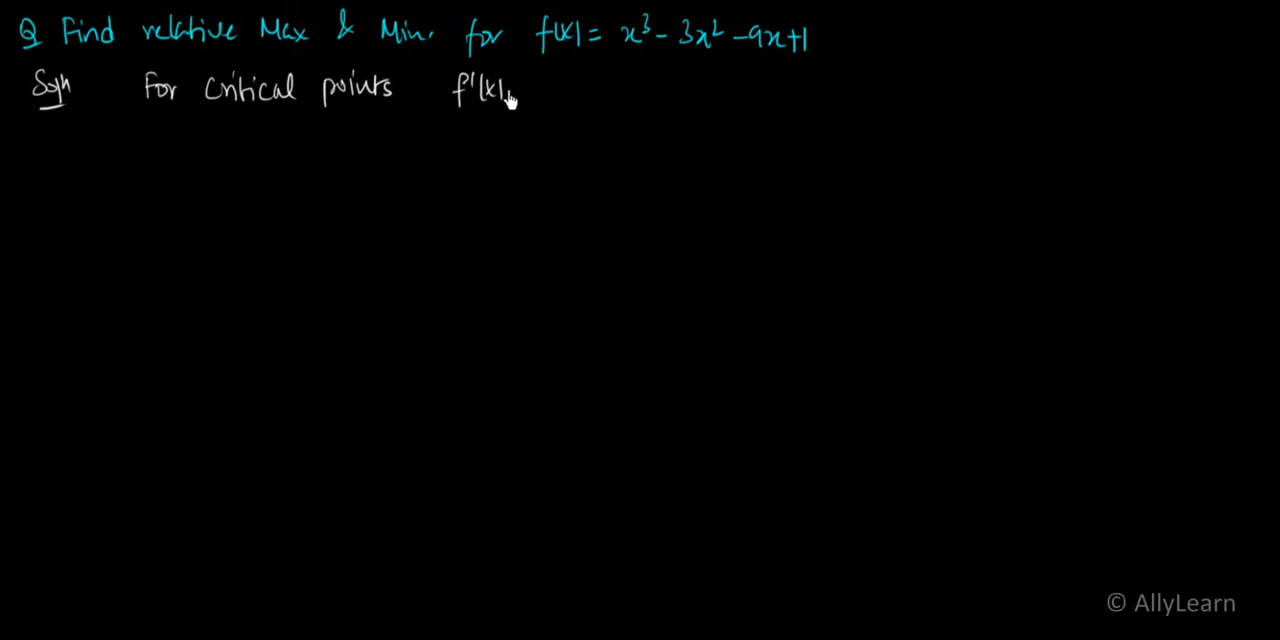 Q Find relative Max & Min. for f(x) = x³ - 3x² - 9x + 1
Solⁿ For critical points f'(x)
© AllyLearn